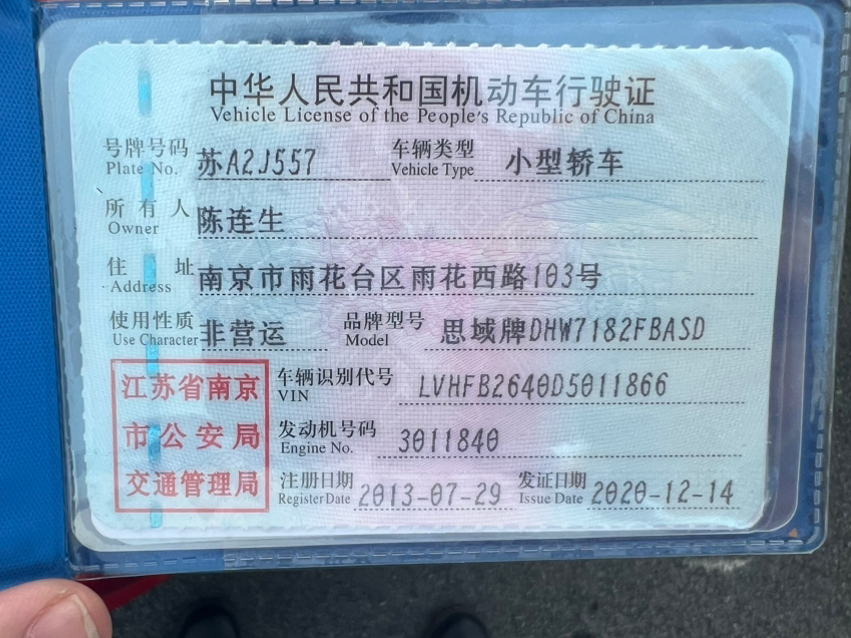 中华人民共和国机动车行驶证
Vehicle License of the People's Republic of China
号牌号码 苏A2J557 车辆类型 小型轿车
Plate No. Vehicle Type
所有人 陈连生
Owner
住址 南京市雨花台区雨花西路103号
Address
使用性质 非营运 品牌型号 思域牌DHW7182FBASD
Use Character Model
江苏省南京 车辆识别代号 LVHFB2640D5011866
VIN
市公安局 发动机号码 3011840
Engine No.
交通管理局 注册日期 2013-07-29 发证日期 2020-12-14
Register Date Issue Date